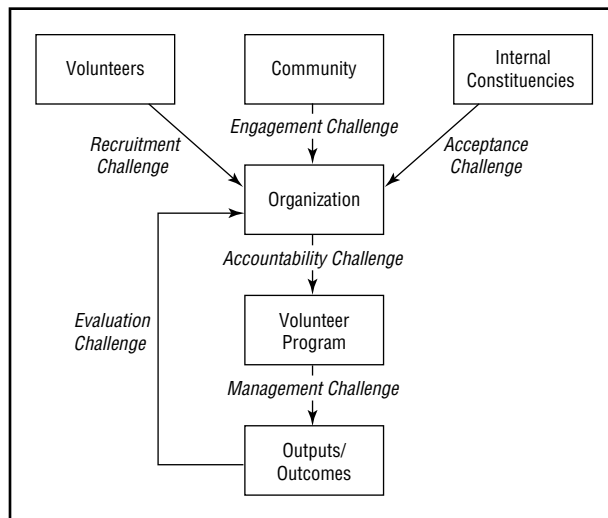 Volunteers
Community
Internal
Constituencies
Recruitment
Challenge
Engagement Challenge
Acceptance
Challenge
Organization
Accountability Challenge
Evaluation
Challenge
Volunteer
Program
Management Challenge
Outputs/
Outcomes